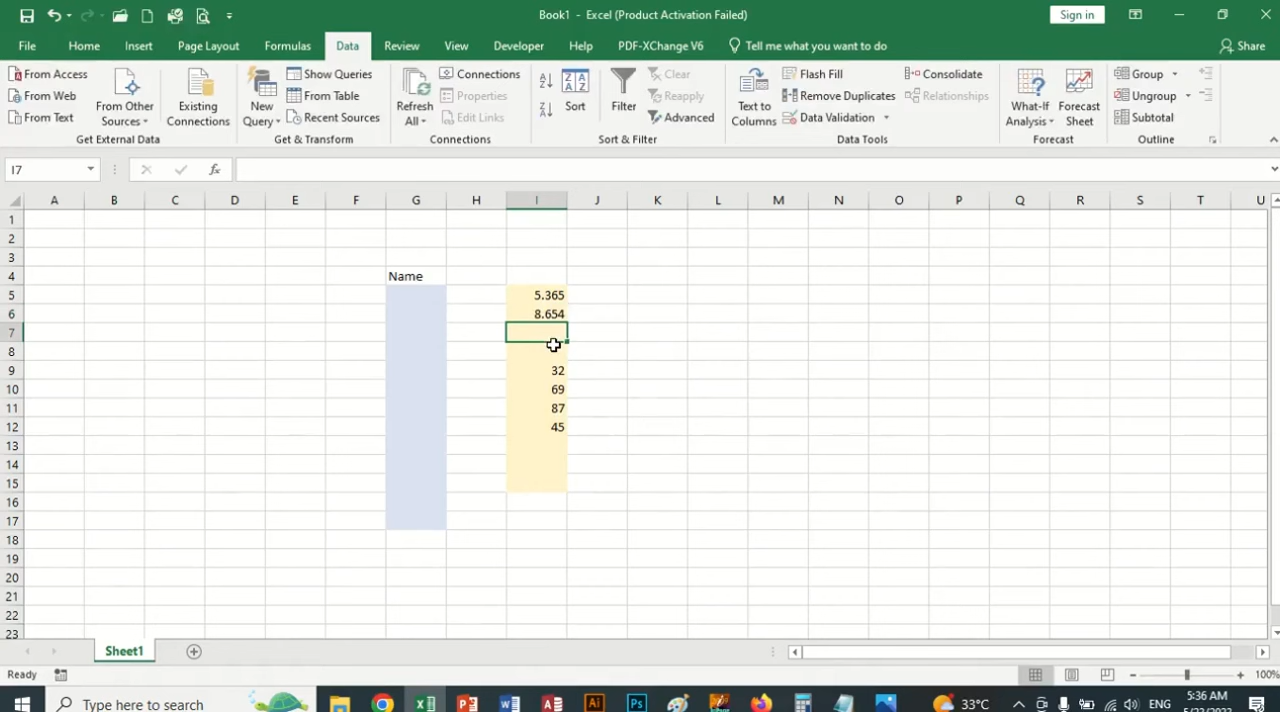 Book1 - Excel (Product Activation Failed)
Sign in
File Home Insert Page Layout Formulas Data Review View Developer Help PDF-XChange V6 Tell me what you want to do Share
From Access
From Web
From Text
From Other Sources
Existing Connections
Get External Data
New Query
Show Queries
From Table
Recent Sources
Get & Transform
Refresh All
Connections
Properties
Edit Links
Connections
Sort
Filter
Clear
Reapply
Advanced
Sort & Filter
Text to Columns
Flash Fill
Remove Duplicates
Data Validation
Consolidate
Relationships
Data Tools
What-If Analysis
Forecast Sheet
Forecast
Group
Ungroup
Subtotal
Outline
I7
fx
A B C D E F G H I J K L M N O P Q R S T U
1
2
3
4 Name
5 5.365
6 8.654
7
8
9 32
10 69
11 87
12 45
13
14
15
16
17
18
19
20
21
22
23
Sheet1
Ready
100%
Type here to search
33°C
ENG
5:36 AM